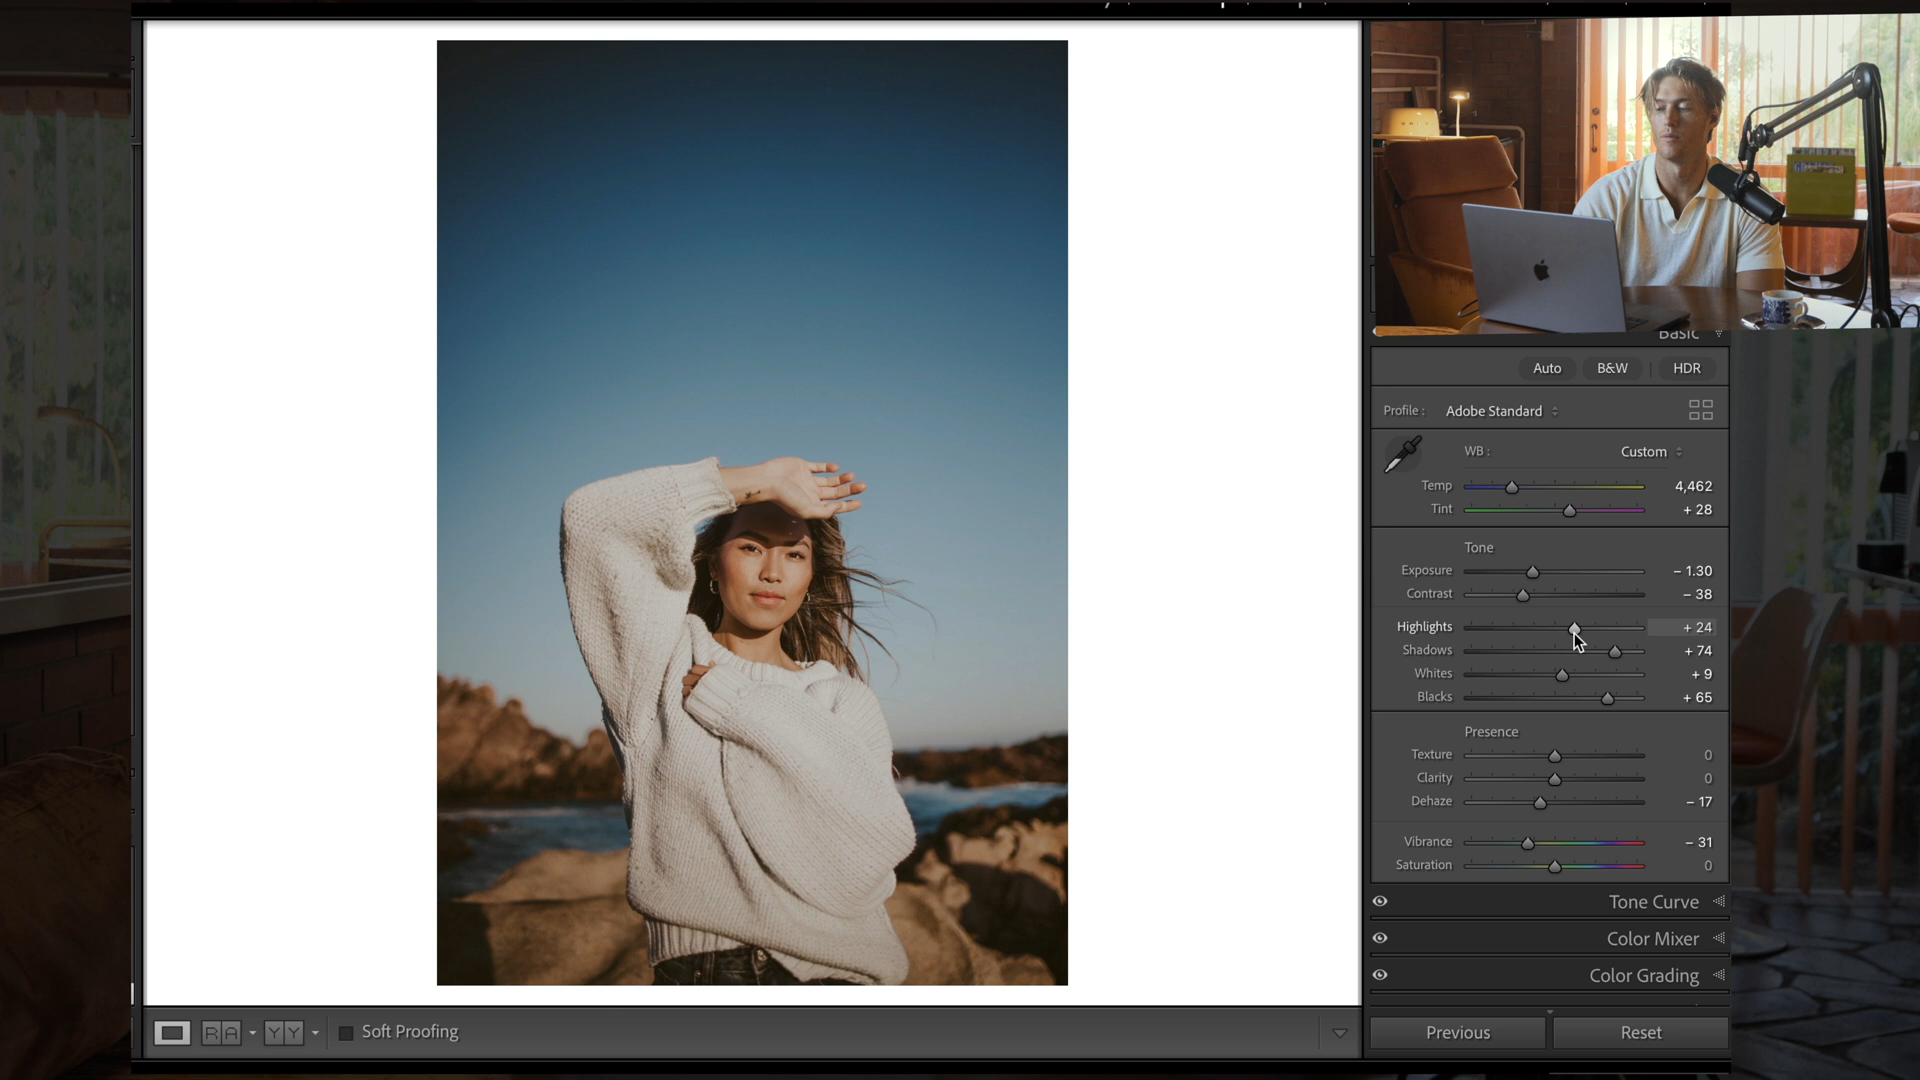 Basic
Auto B&W HDR
Profile : Adobe Standard
WB : Custom
Temp 4,462
Tint + 28
Tone
Exposure – 1.30
Contrast – 38
Highlights + 24
Shadows + 74
Whites + 9
Blacks + 65
Presence
Texture 0
Clarity 0
Dehaze – 17
Vibrance – 31
Saturation 0
Tone Curve
Color Mixer
Color Grading
RA YY Soft Proofing
Previous Reset